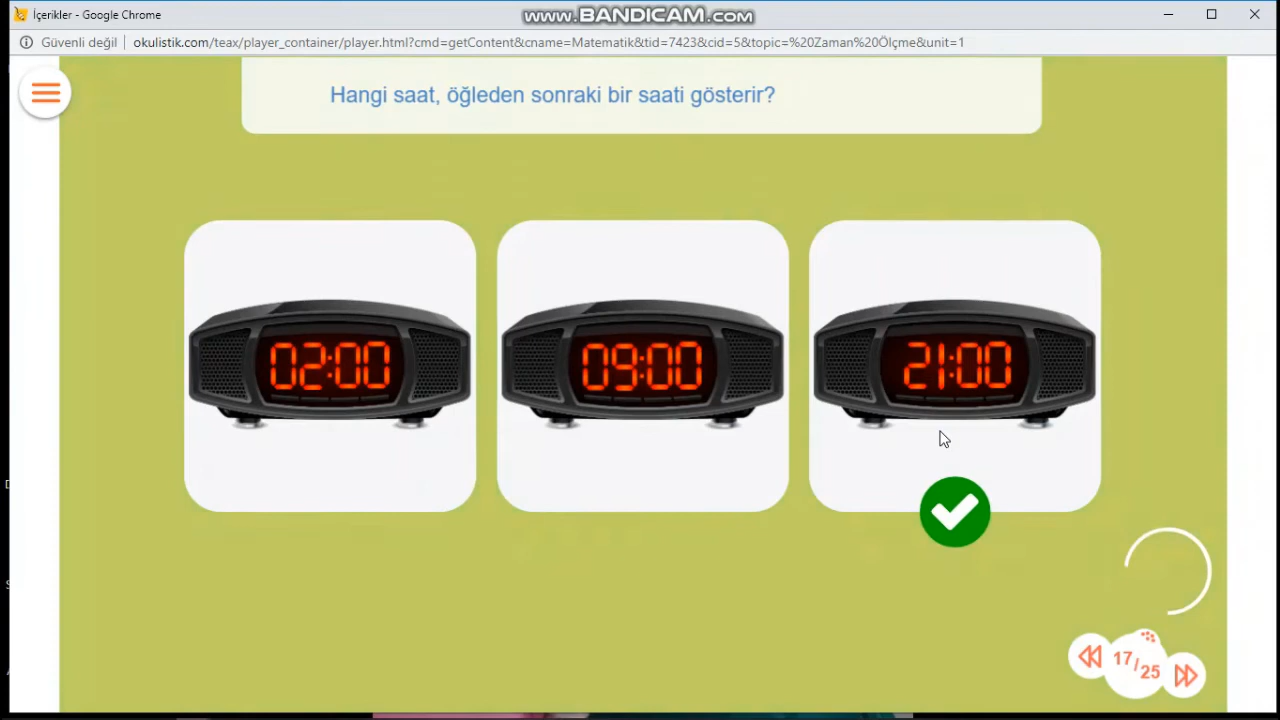 İçerikler - Google Chrome
www.BANDICAM.com
Güvenli değil
okulistik.com/teax/player_container/player.html?cmd=getContent&cname=Matematik&tid=7423&cid=5&topic=%20Zaman%20Ölçme&unit=1
Hangi saat, öğleden sonraki bir saati gösterir?
02:00
09:00
21:00
17/25